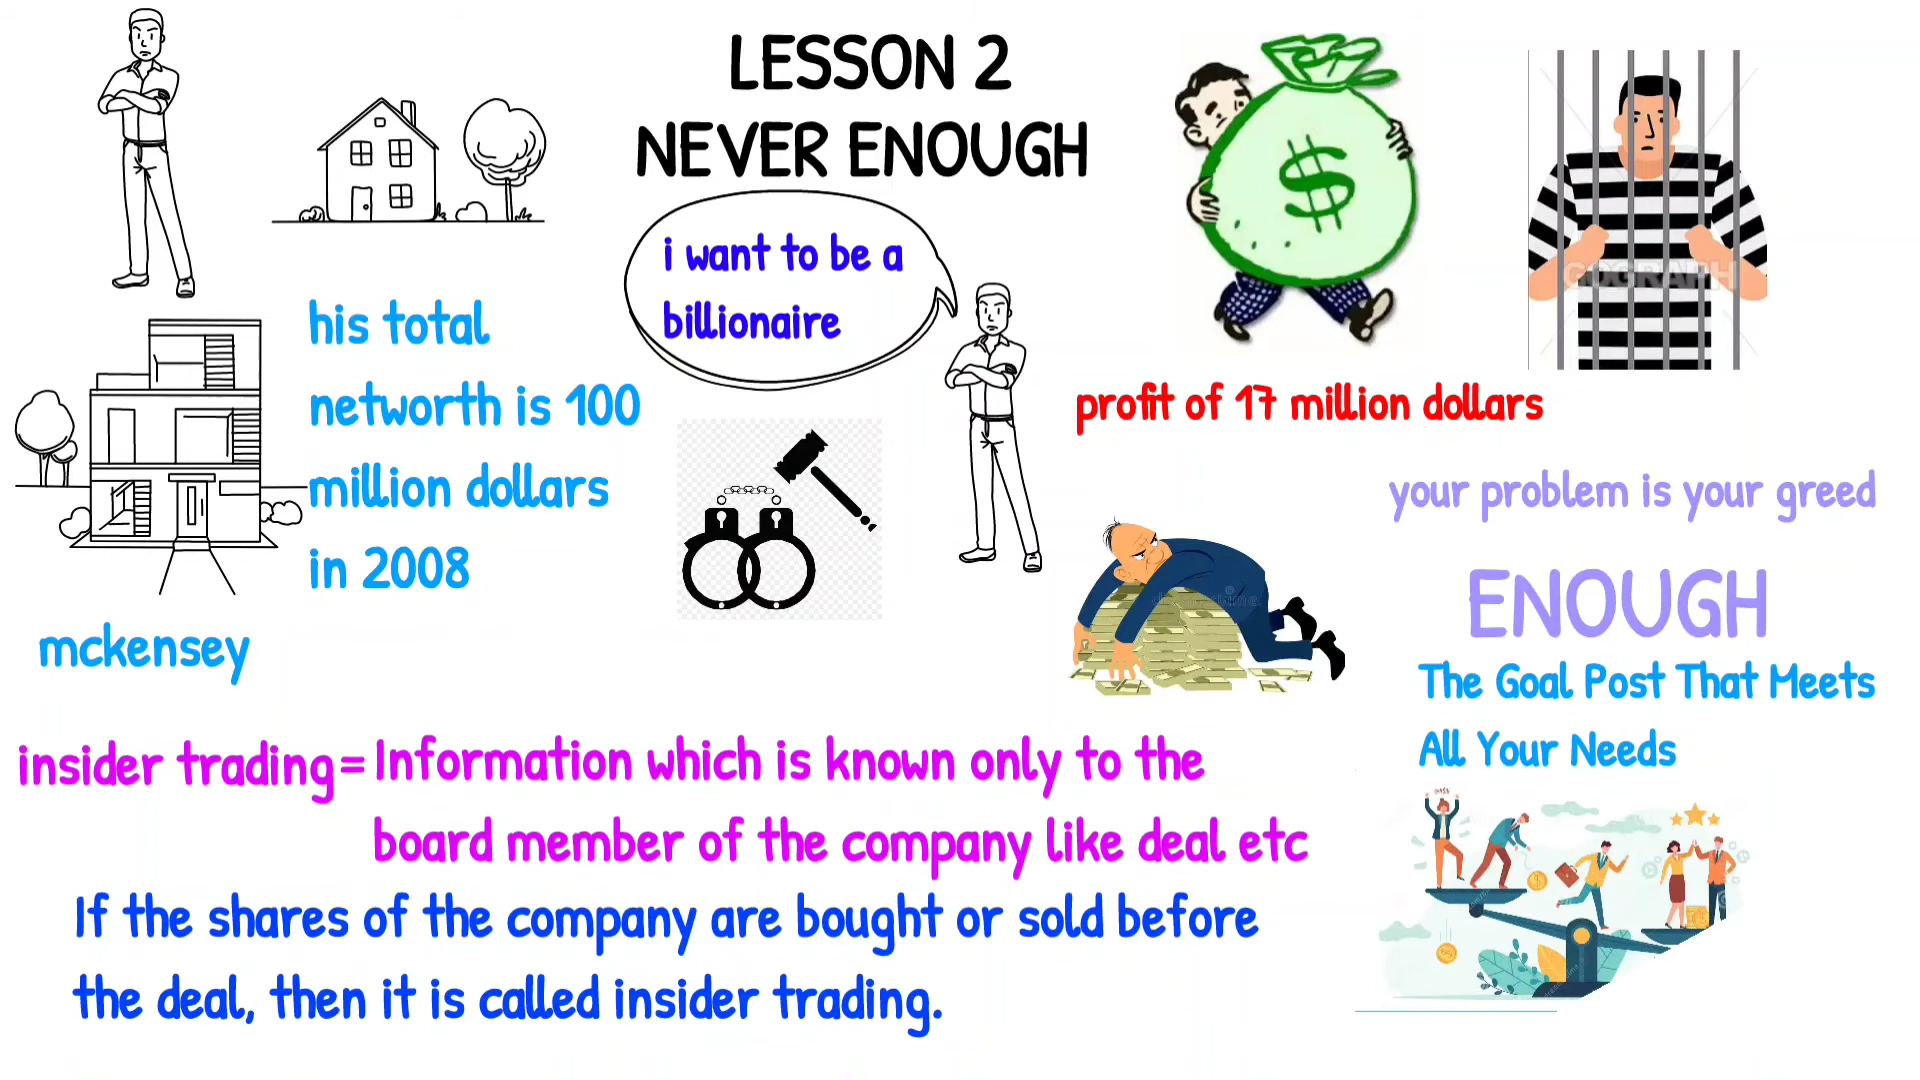 LESSON 2
NEVER ENOUGH
i want to be a
billionaire
his total
networth is 100
million dollars
in 2008
mckensey
$
GOGRAPH
profit of 17 million dollars
your problem is your greed
ENOUGH
The Goal Post That Meets
All Your Needs
insider trading=
Information which is known only to the
board member of the company like deal etc
If the shares of the company are bought or sold before
the deal, then it is called insider trading.